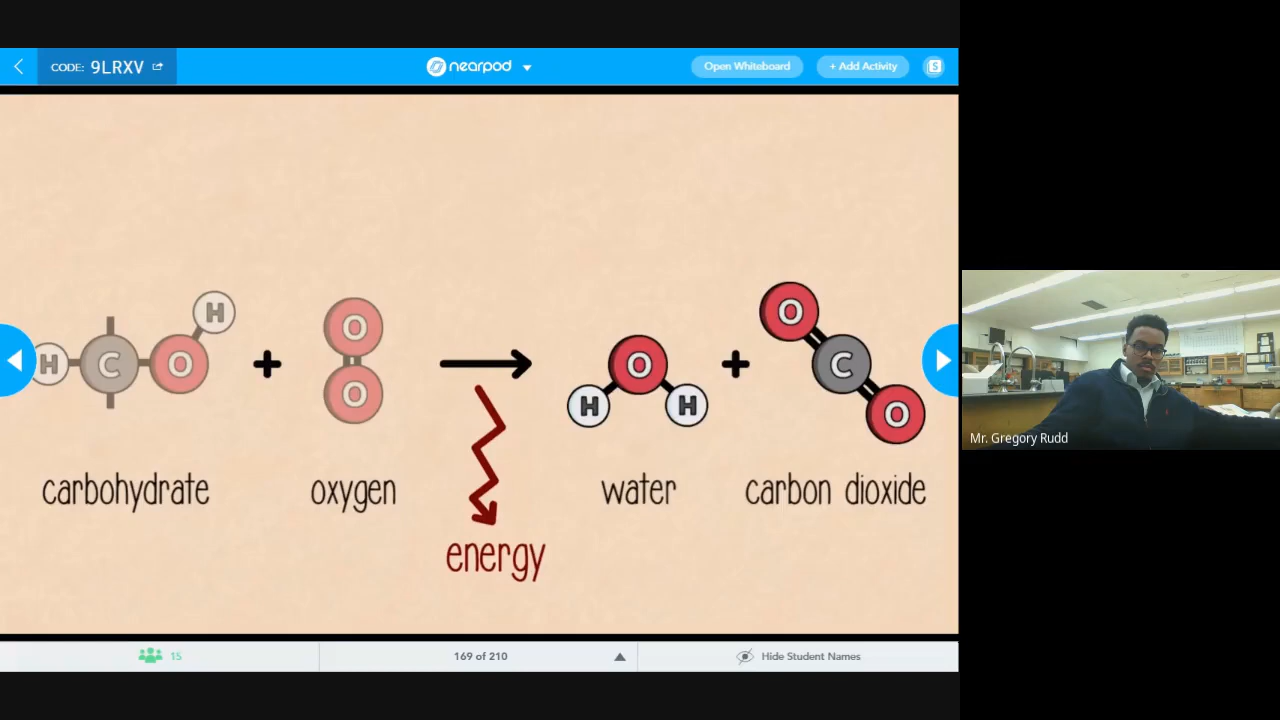 CODE: 9LRXV
nearpod
Open Whiteboard
+ Add Activity
S
H
C
O
H
+
O
O
O
H
H
+
O
C
O
carbohydrate
oxygen
water
carbon dioxide
energy
Mr. Gregory Rudd
15
169 of 210
Hide Student Names